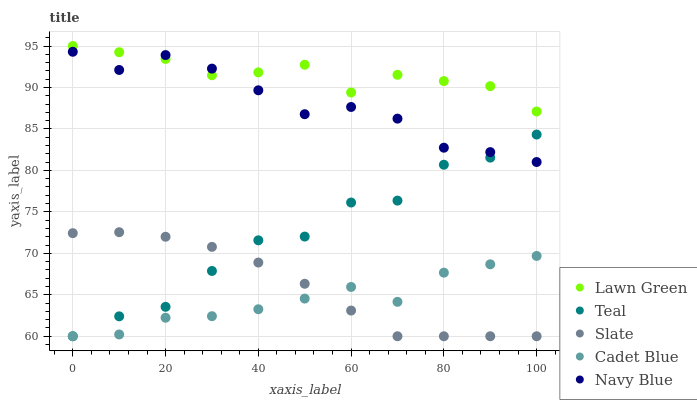 title
yaxis_label
95
90
85
80
75
70
65
60
0 20 40 60 80 100
xaxis_label
Lawn Green
Teal
Slate
Cadet Blue
Navy Blue